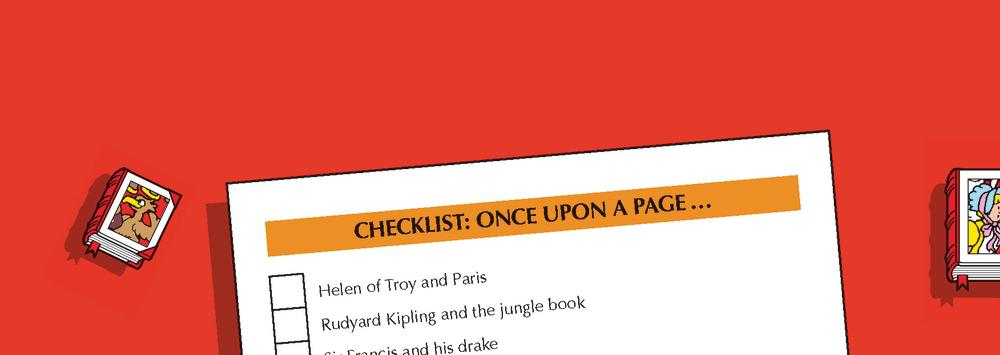 CHECKLIST: ONCE UPON A PAGE ...
Helen of Troy and Paris
Rudyard Kipling and the jungle book
Sir Francis and his drake